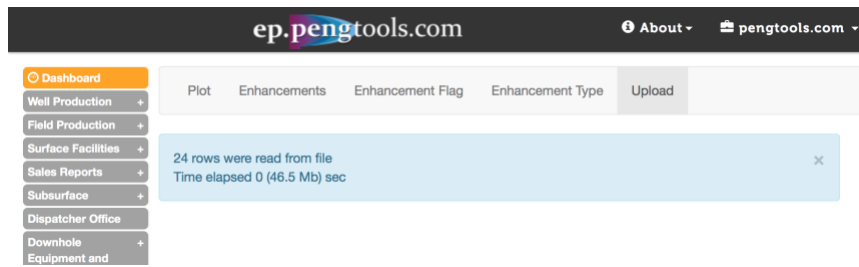 ep.pengtools.com About pengtools.com
Dashboard
Plot Enhancements Enhancement Flag Enhancement Type Upload
Well Production +
Field Production +
Surface Facilities +
Sales Reports +
Subsurface +
Dispatcher Office
Downhole +
Equipment and
24 rows were read from file ×
Time elapsed 0 (46.5 Mb) sec